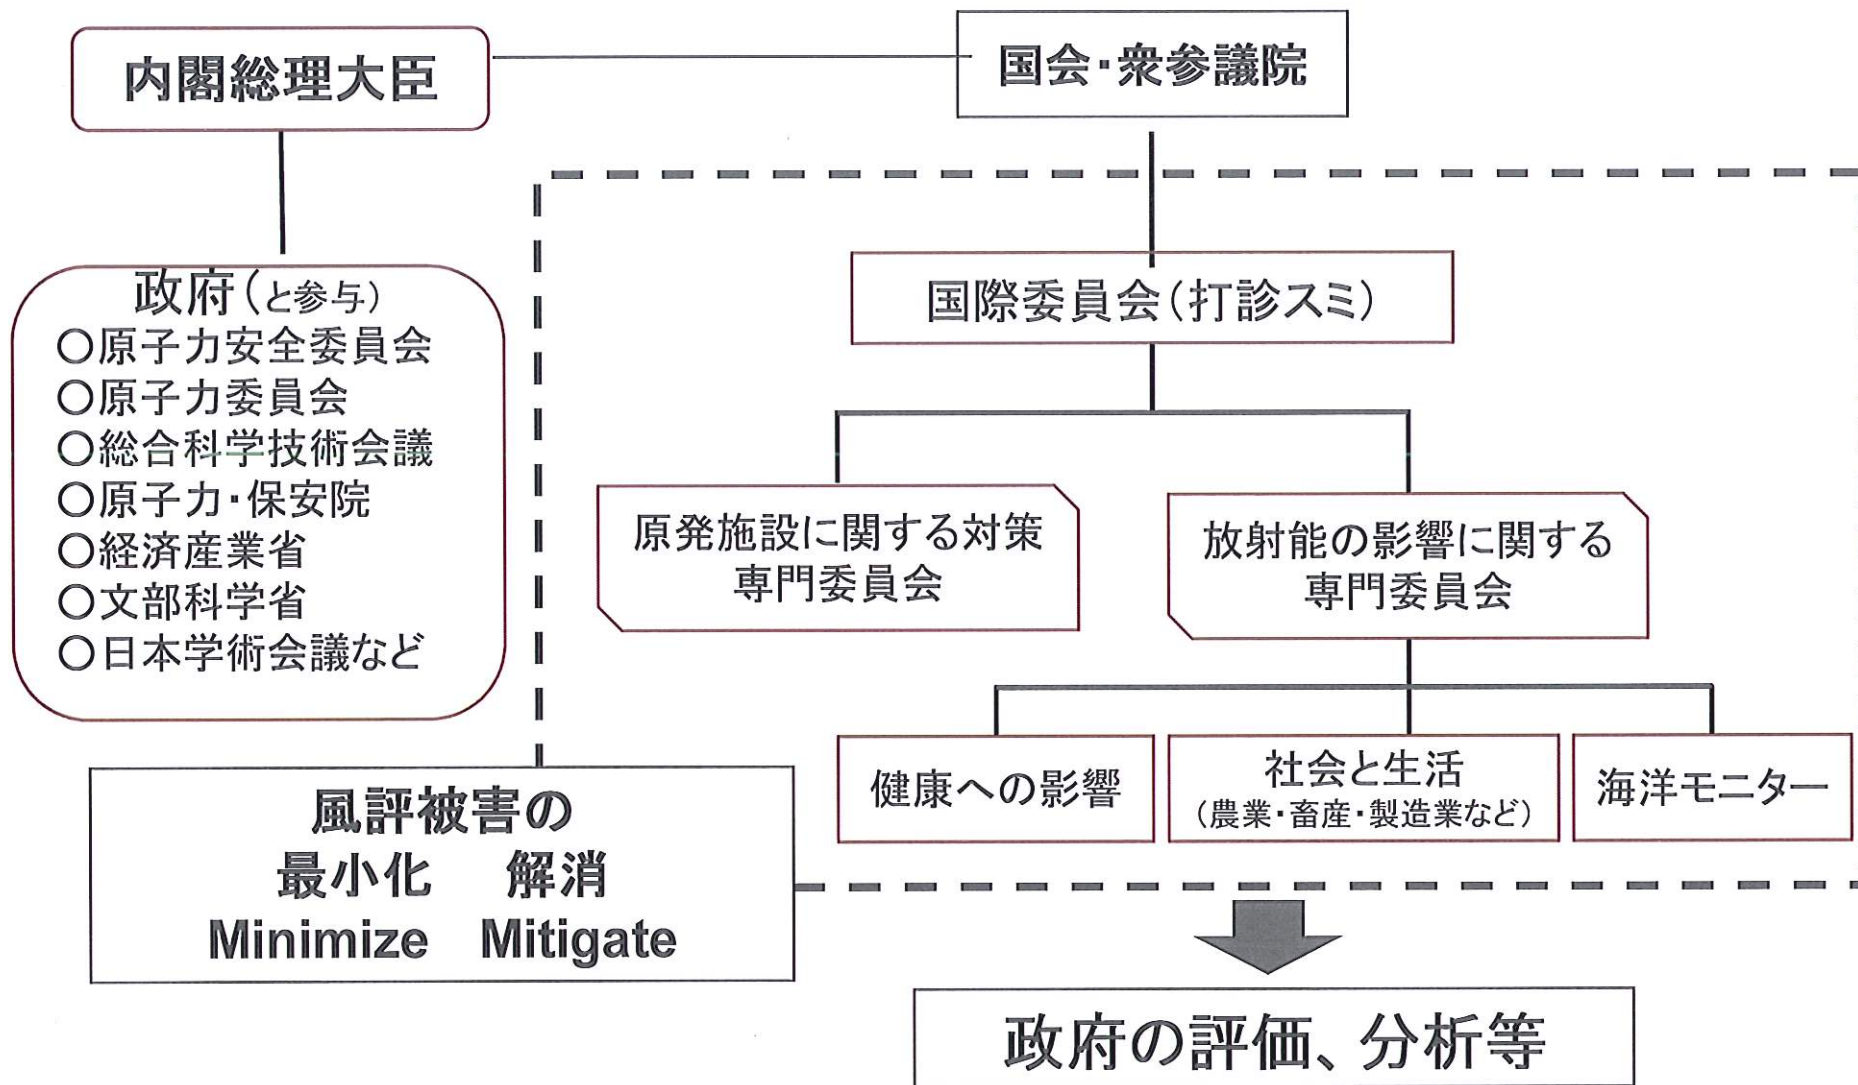 内閣総理大臣
国会・衆参議院
政府(と参与)
○原子力安全委員会
○原子力委員会
○総合科学技術会議
○原子力・保安院
○経済産業省
○文部科学省
○日本学術会議など
国際委員会(打診スミ)
原発施設に関する対策
専門委員会
放射能の影響に関する
専門委員会
健康への影響
社会と生活
(農業・畜産・製造業など)
海洋モニター
風評被害の
最小化 解消
Minimize Mitigate
政府の評価、分析等